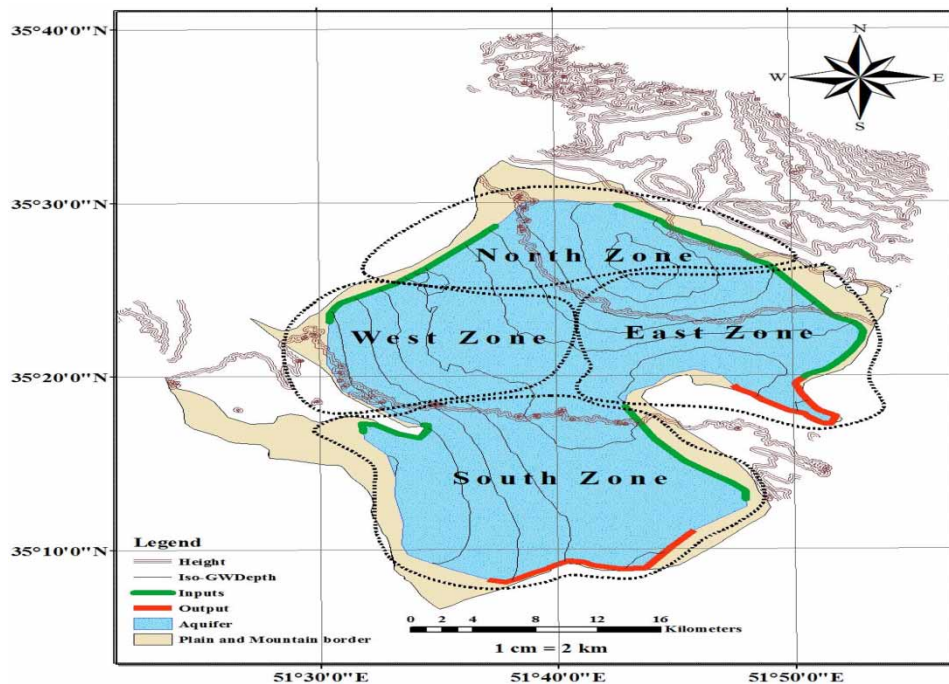 35°40'0"N
35°30'0"N
35°20'0"N
35°10'0"N
N
W
E
S
North Zone
West Zone
East Zone
South Zone
Legend
Height
Iso-GWDepth
Inputs
Output
Aquifer
Plain and Mountain border
0 2 4 8 12 16
Kilometers
1 cm = 2 km
51°30'0"E
51°40'0"E
51°50'0"E